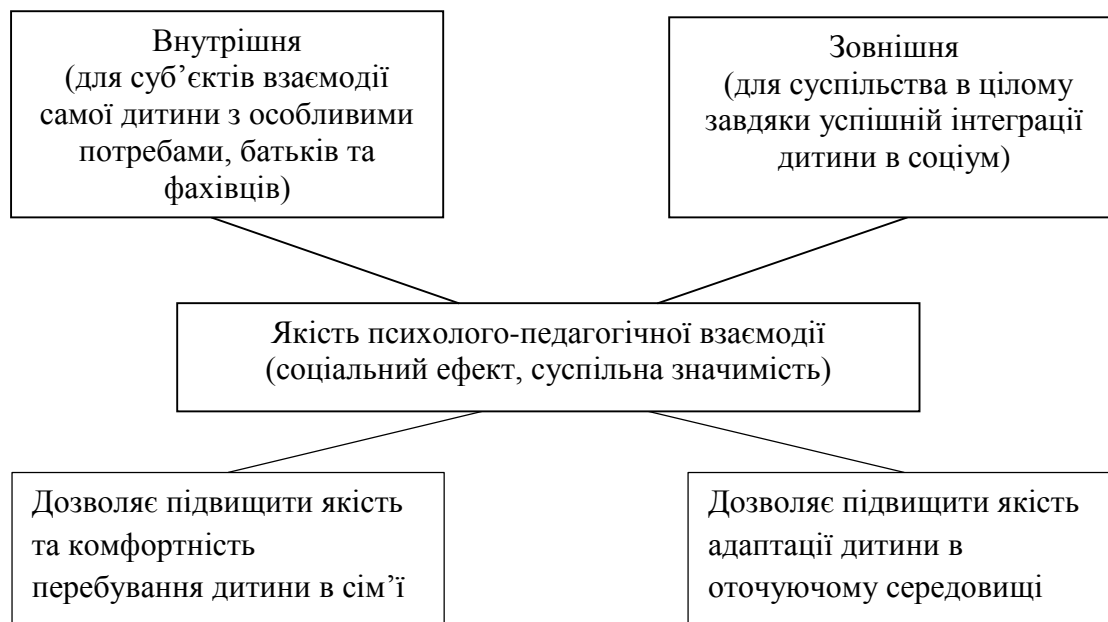 Внутрішня
(для суб’єктів взаємодії
самої дитини з особливими
потребами, батьків та
фахівців)
Зовнішня
(для суспільства в цілому
завдяки успішній інтеграції
дитини в соціум)
Якість психолого-педагогічної взаємодії
(соціальний ефект, суспільна значимість)
Дозволяє підвищити якість
та комфортність
перебування дитини в сім’ї
Дозволяє підвищити якість
адаптації дитини в
оточуючому середовищі